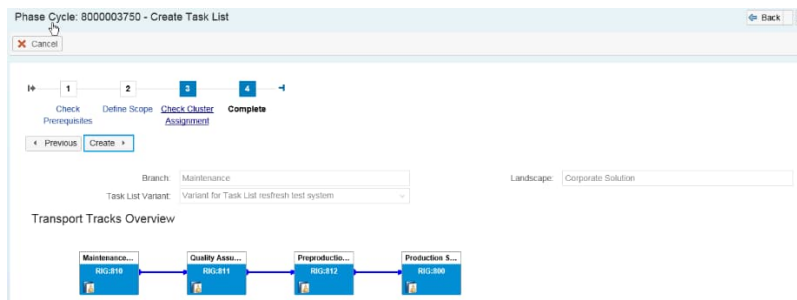 Phase Cycle: 8000003750 - Create Task List
Back
Cancel
1 2 3 4
Check Prerequisites
Define Scope
Check Cluster Assignment
Complete
Previous Create
Branch: Maintenance
Landscape: Corporate Solution
Task List Variant: Variant for Task List resfresh test system
Transport Tracks Overview
Maintenance... Quality Assu... Preproductio... Production S...
RIG:810 RIG:811 RIG:812 RIG:800